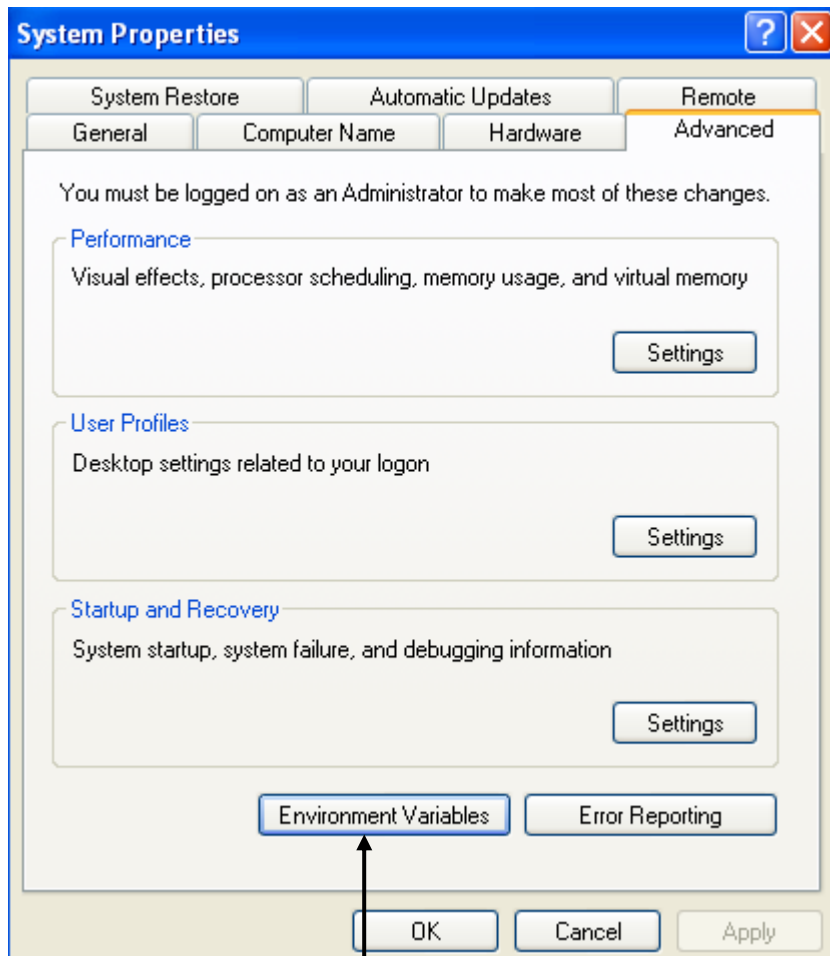 System Properties
?
System Restore Automatic Updates Remote
General Computer Name Hardware Advanced
You must be logged on as an Administrator to make most of these changes.
Performance
Visual effects, processor scheduling, memory usage, and virtual memory
Settings
User Profiles
Desktop settings related to your logon
Settings
Startup and Recovery
System startup, system failure, and debugging information
Settings
Environment Variables Error Reporting
OK Cancel Apply